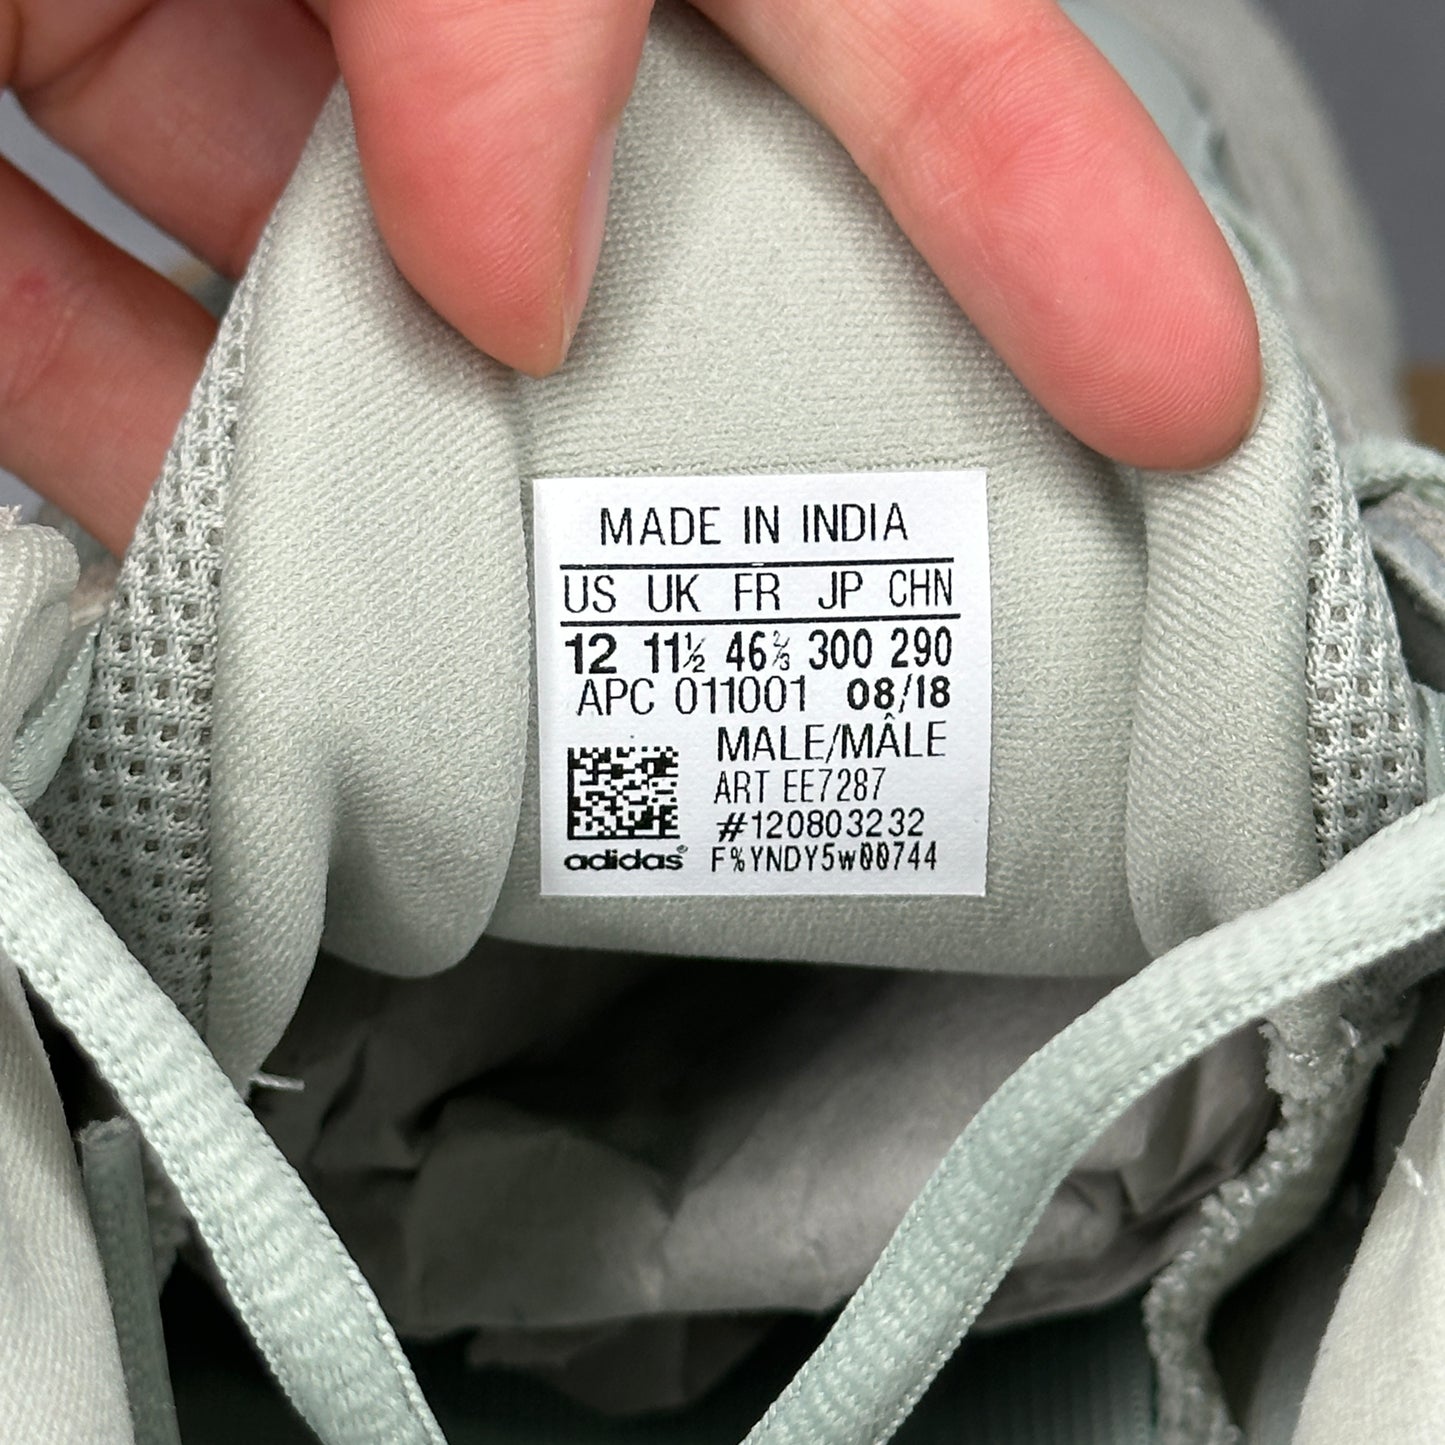 MADE IN INDIA
US UK FR JP CHN
12 11½ 46⅔ 300 290
APC 011001 08/18
MALE/MÂLE
ART EE7287
#120803232
adidas® F%YNDY5w00744